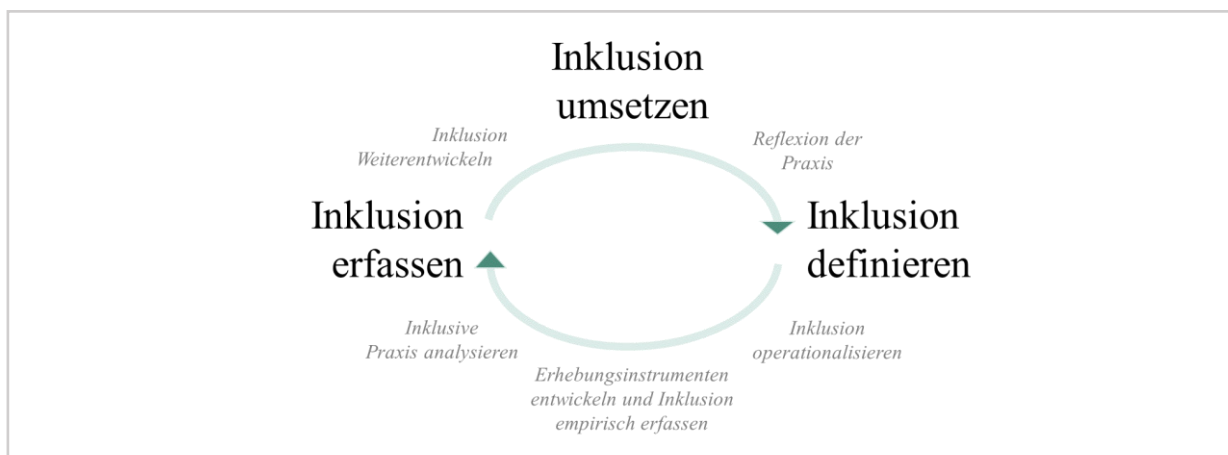 Inklusion
umsetzen
Inklusion
Weiterentwickeln
Reflexion der
Praxis
Inklusion
erfassen
Inklusion
definieren
Inklusive
Praxis analysieren
Inklusion
operationalisieren
Erhebungsinstrumenten
entwickeln und Inklusion
empirisch erfassen